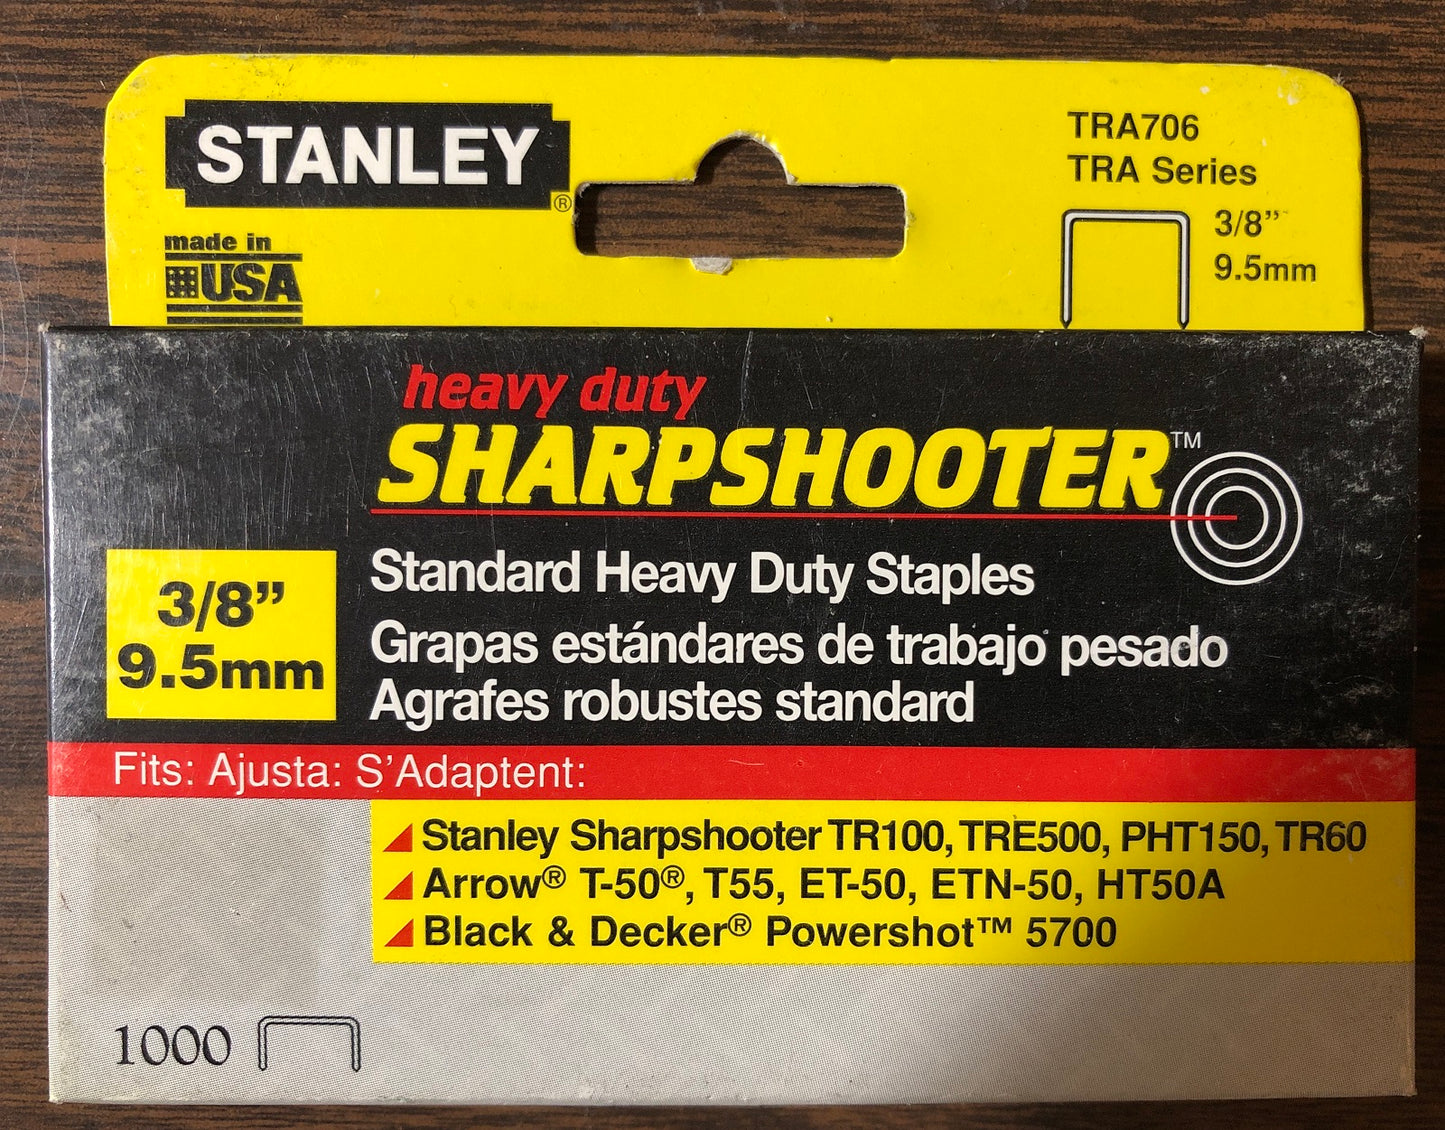 STANLEY®
made in
USA
TRA706
TRA Series
3/8”
9.5mm
heavy duty
SHARPSHOOTER™
3/8”
9.5mm
Standard Heavy Duty Staples
Grapas estándares de trabajo pesado
Agrafes robustes standard
Fits: Ajusta: S’Adaptent:
Stanley Sharpshooter TR100, TRE500, PHT150, TR60
Arrow® T-50®, T55, ET-50, ETN-50, HT50A
Black & Decker® Powershot™ 5700
1000